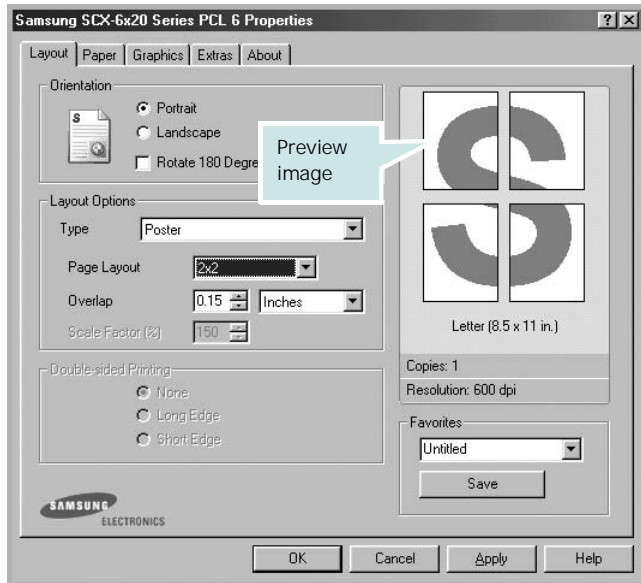 Samsung SCX-6x20 Series PCL 6 Properties
Layout Paper Graphics Extras About
Orientation
S
Portrait
Landscape
Rotate 180 Degre
Preview
image
Layout Options
Type Poster
Page Layout 2x2
Overlap 0.15 Inches
Scale Factor (%) 150
Double-sided Printing
None
Long Edge
Short Edge
S
Letter (8.5 x 11 in.)
Copies: 1
Resolution: 600 dpi
Favorites
Untitled
Save
SAMSUNG
ELECTRONICS
OK Cancel Apply Help